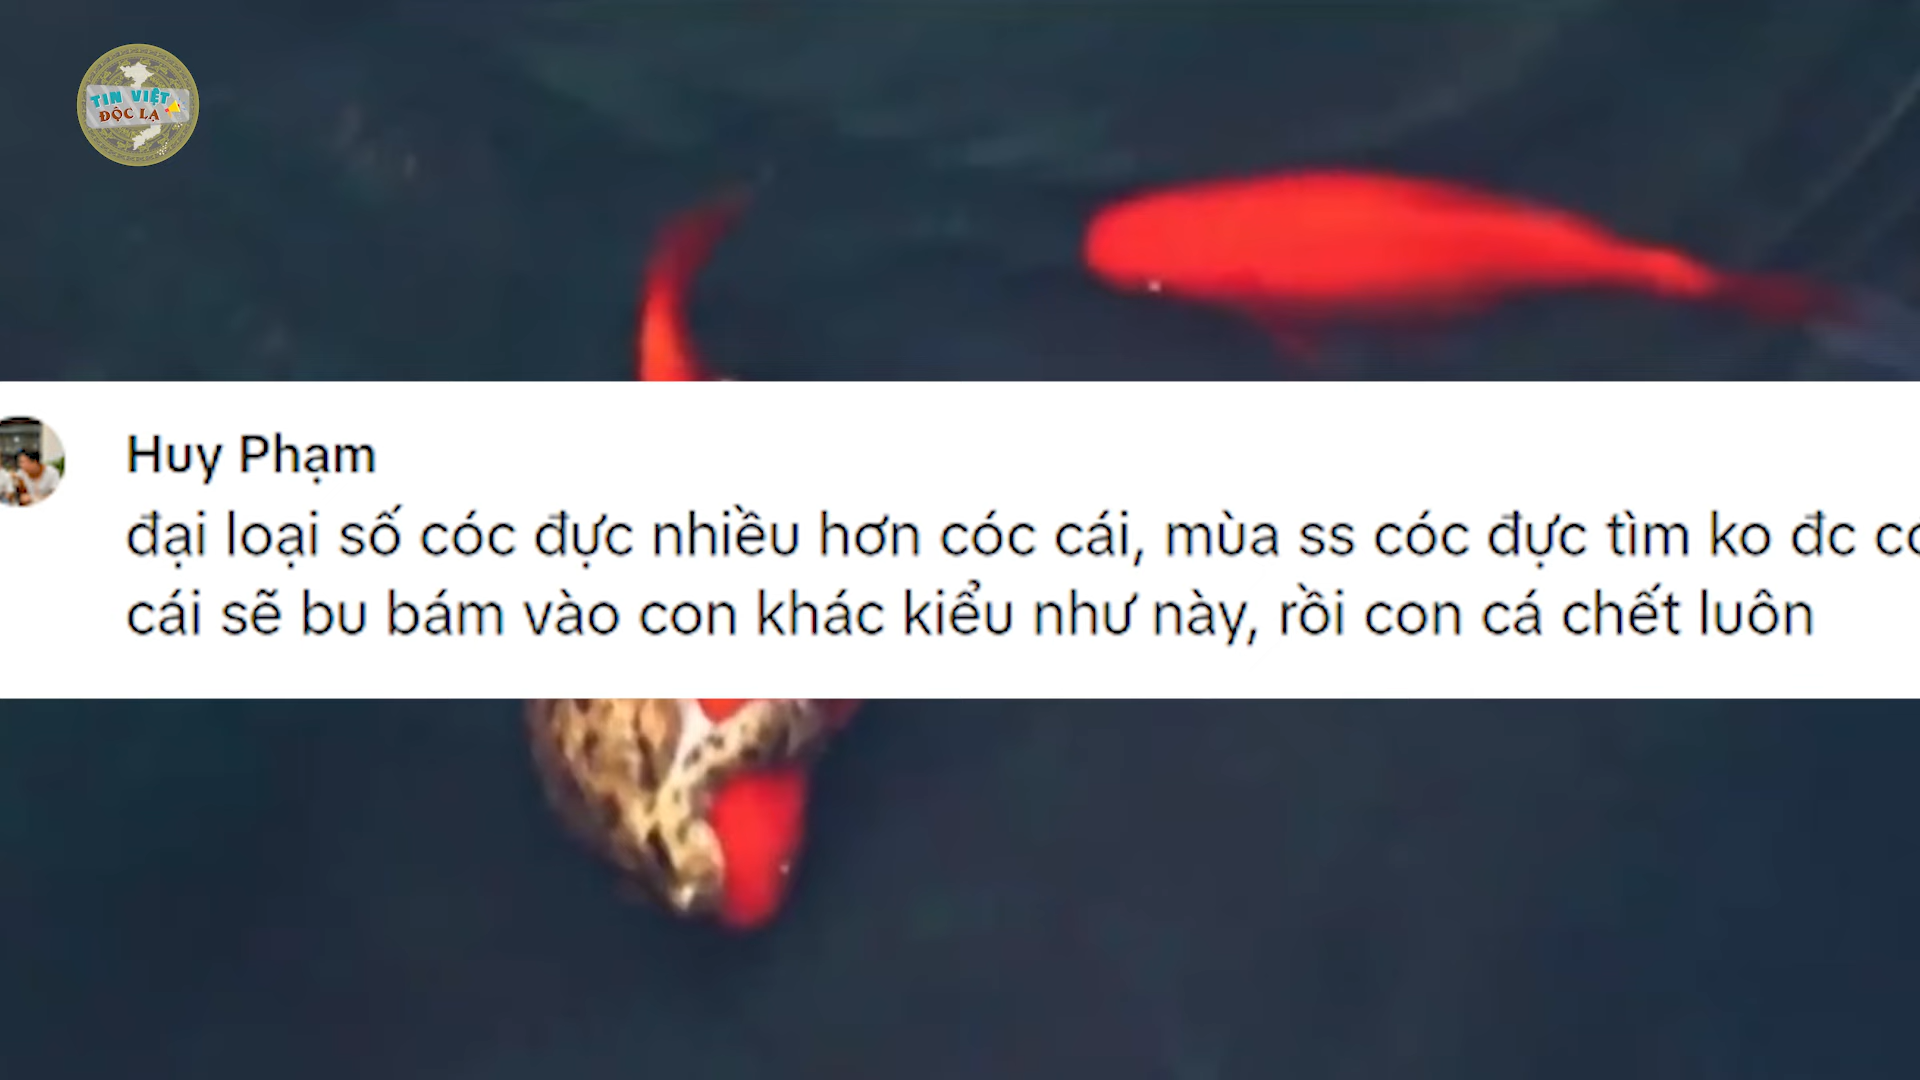 TIN VIỆT
ĐỘC LẠ
Huy Phạm
đại loại số cóc đực nhiều hơn cóc cái, mùa ss cóc đực tìm ko đc
cái sẽ bu bám vào con khác kiểu như này, rồi con cá chết luôn